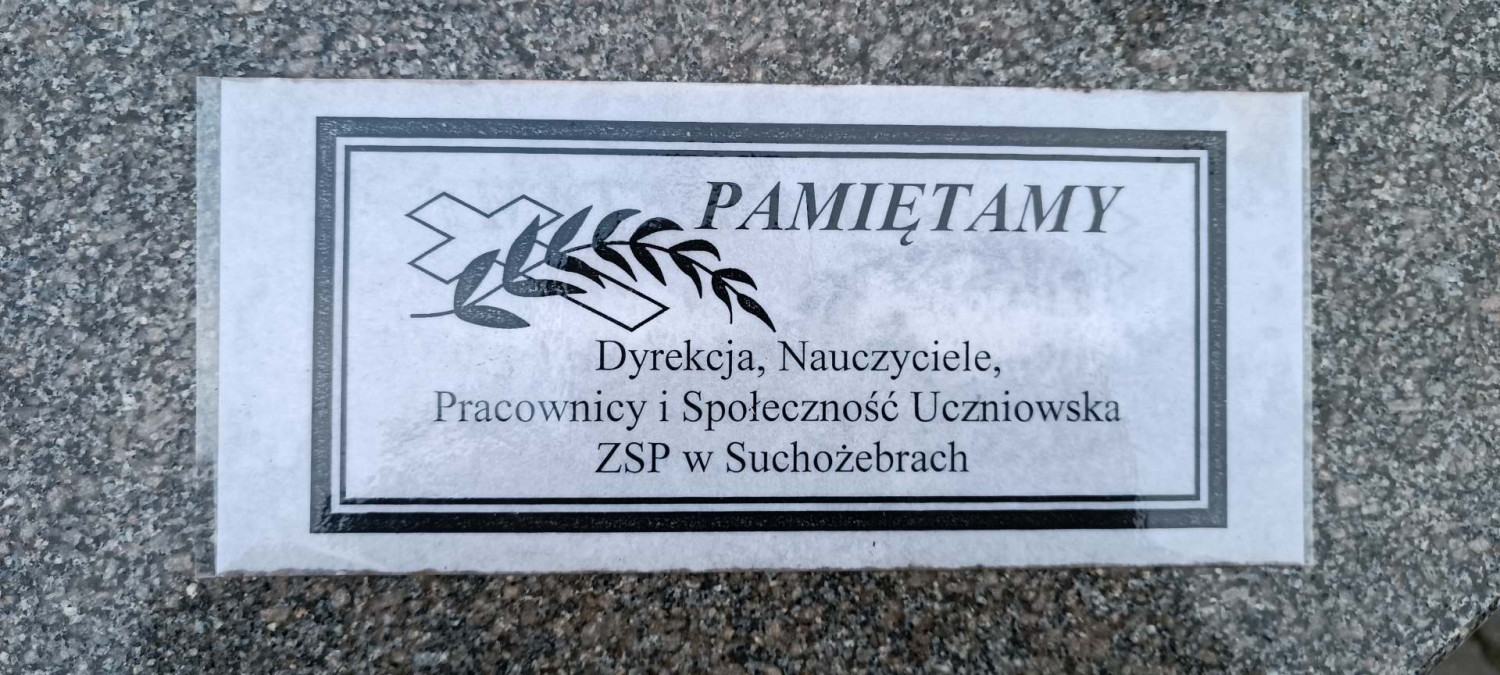 PAMIĘTAMY
Dyrekcja, Nauczyciele,
Pracownicy i Społeczność Uczniowska
ZSP w Suchożebrach